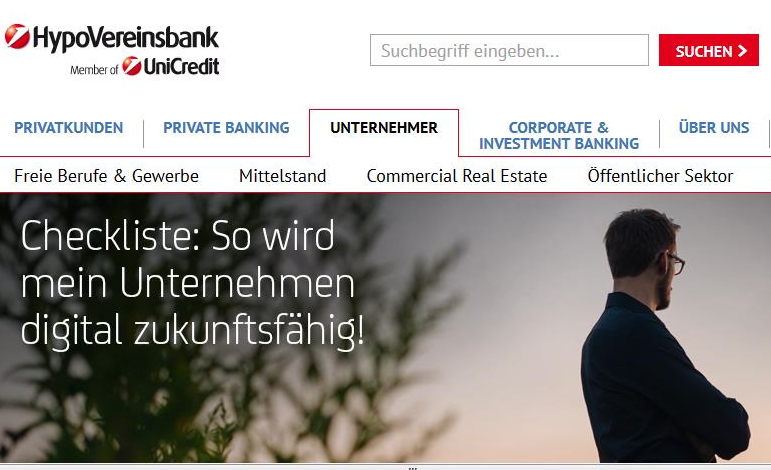 HypoVereinsbank
Member of UniCredit
Suchbegriff eingeben...
SUCHEN
PRIVATKUNDEN
PRIVATE BANKING
UNTERNEHMER
CORPORATE &
INVESTMENT BANKING
ÜBER UNS
Freie Berufe & Gewerbe
Mittelstand
Commercial Real Estate
Öffentlicher Sektor
Checkliste: So wird
mein Unternehmen
digital zukunftsfähig!